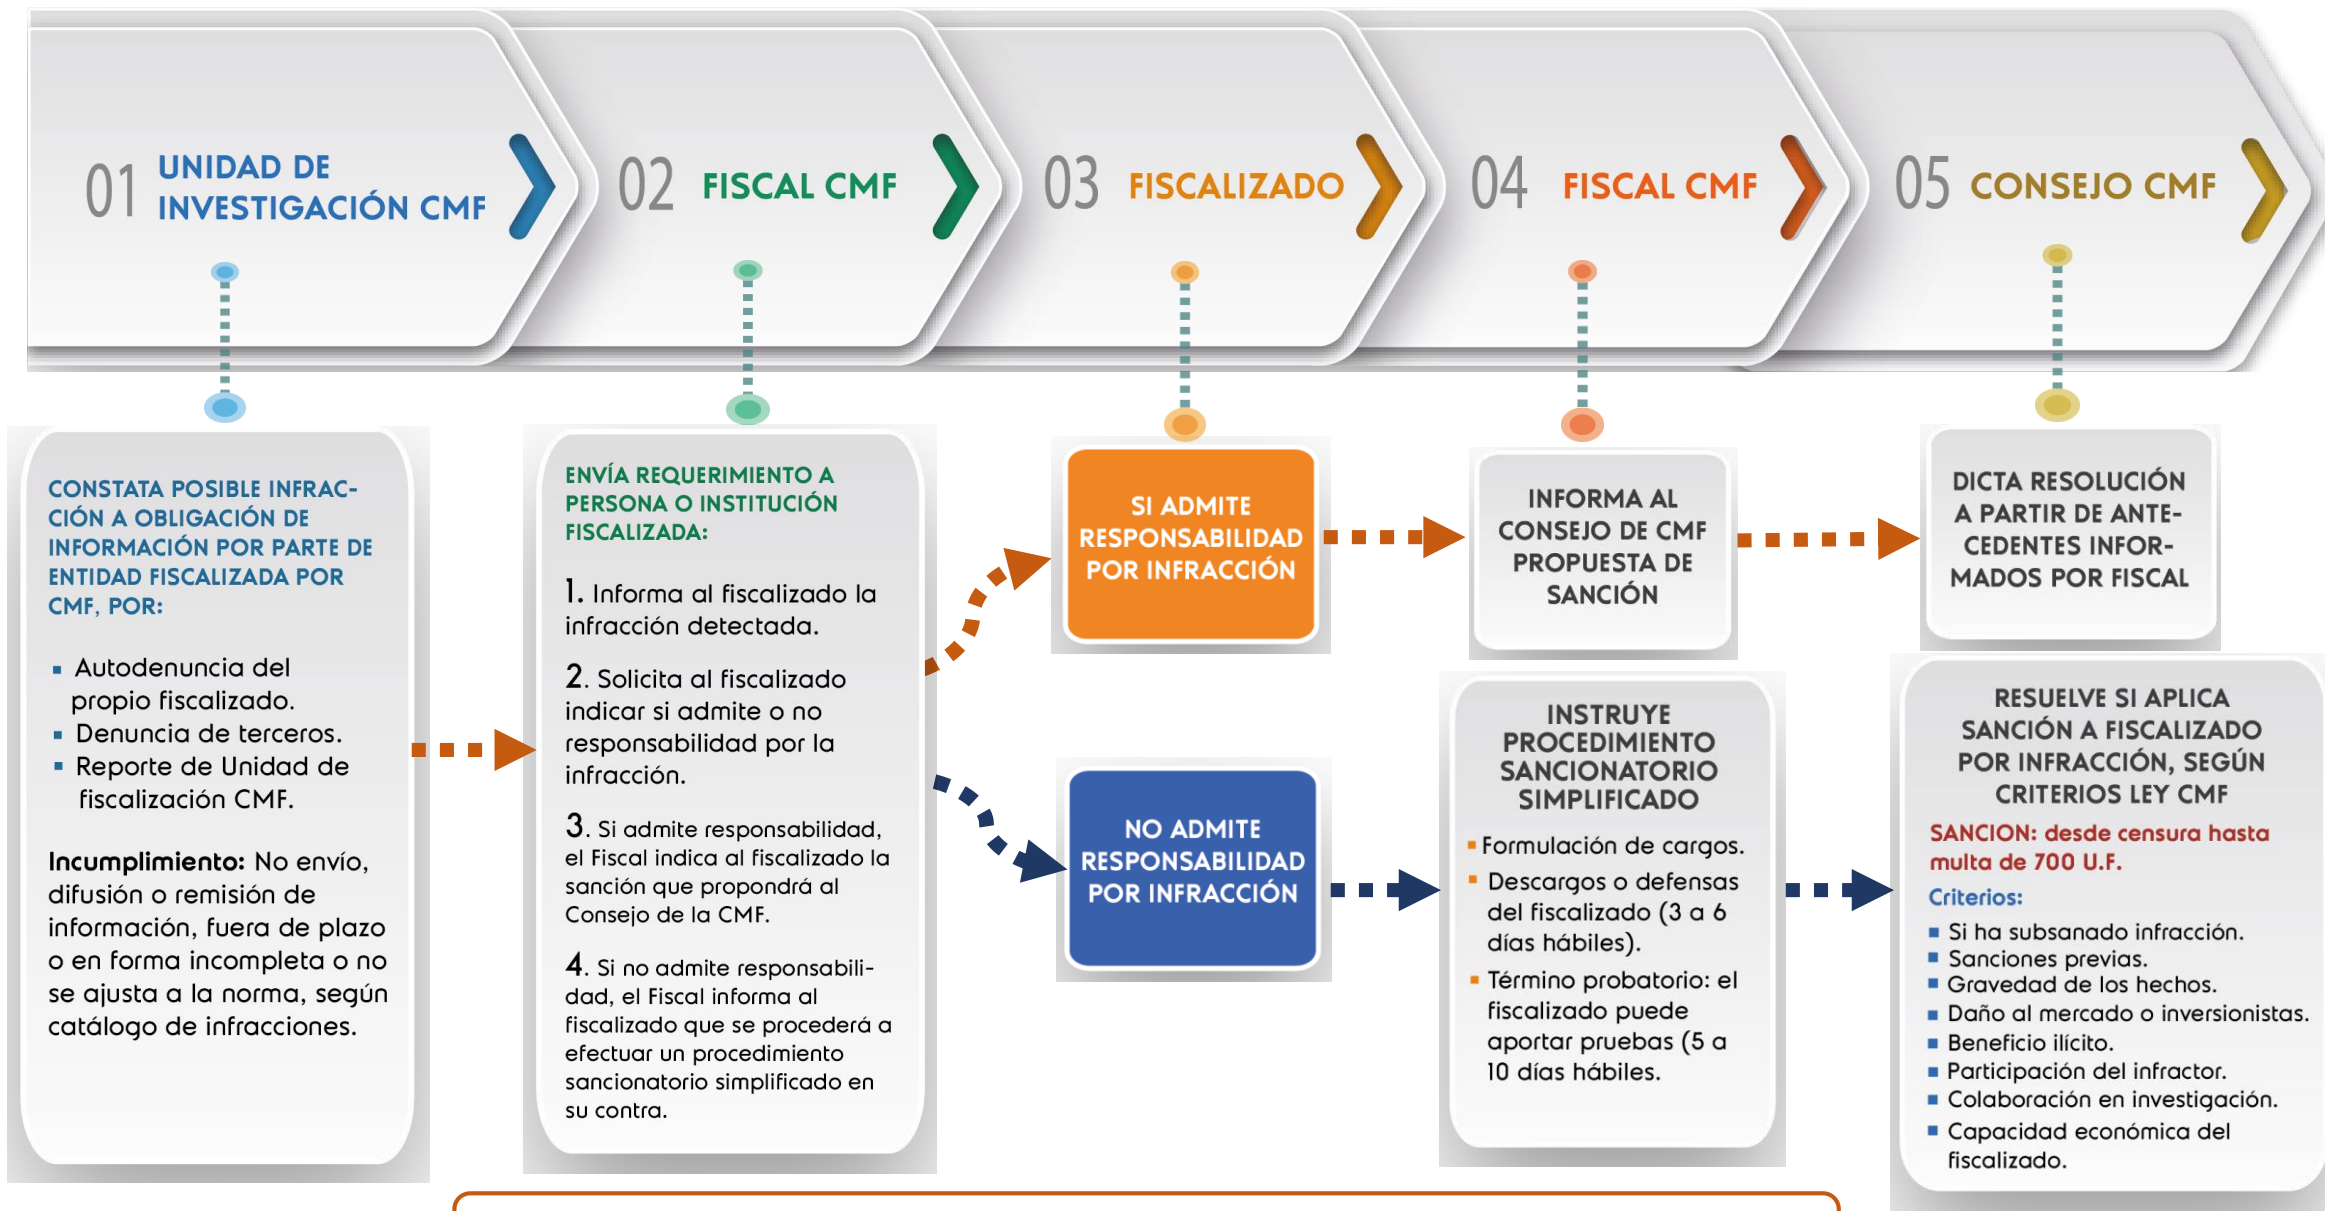 01 UNIDAD DE
INVESTIGACIÓN CMF
02 FISCAL CMF
03 FISCALIZADO
04 FISCAL CMF
05 CONSEJO CMF
CONSTATA POSIBLE INFRAC-
CIÓN A OBLIGACIÓN DE
INFORMACIÓN POR PARTE DE
ENTIDAD FISCALIZADA POR
CMF, POR:
▪ Autodenuncia del
propio fiscalizado.
▪ Denuncia de terceros.
▪ Reporte de Unidad de
fiscalización CMF.
Incumplimiento: No envío,
difusión o remisión de
información, fuera de plazo
o en forma incompleta o no
se ajusta a la norma, según
catálogo de infracciones.
ENVÍA REQUERIMIENTO A
PERSONA O INSTITUCIÓN
FISCALIZADA:
1. Informa al fiscalizado la
infracción detectada.
2. Solicita al fiscalizado
indicar si admite o no
responsabilidad por la
infracción.
3. Si admite responsabilidad,
el Fiscal indica al fiscalizado la
sanción que propondrá al
Consejo de la CMF.
4. Si no admite responsabili-
dad, el Fiscal informa al
fiscalizado que se procederá a
efectuar un procedimiento
sancionatorio simplificado en
su contra.
SI ADMITE
RESPONSABILIDAD
POR INFRACCIÓN
NO ADMITE
RESPONSABILIDAD
POR INFRACCIÓN
INFORMA AL
CONSEJO DE CMF
PROPUESTA DE
SANCIÓN
INSTRUYE
PROCEDIMIENTO
SANCIONATORIO
SIMPLIFICADO
▪ Formulación de cargos.
▪ Descargos o defensas
del fiscalizado (3 a 6
días hábiles).
▪ Término probatorio: el
fiscalizado puede
aportar pruebas (5 a
10 días hábiles.
DICTA RESOLUCIÓN
A PARTIR DE ANTE-
CEDENTES INFOR-
MADOS POR FISCAL
RESUELVE SI APLICA
SANCIÓN A FISCALIZADO
POR INFRACCIÓN, SEGÚN
CRITERIOS LEY CMF
SANCION: desde censura hasta
multa de 700 U.F.
Criterios:
▪ Si ha subsanado infracción.
▪ Sanciones previas.
▪ Gravedad de los hechos.
▪ Daño al mercado o inversionistas.
▪ Beneficio ilícito.
▪ Participación del infractor.
▪ Colaboración en investigación.
▪ Capacidad económica del
fiscalizado.